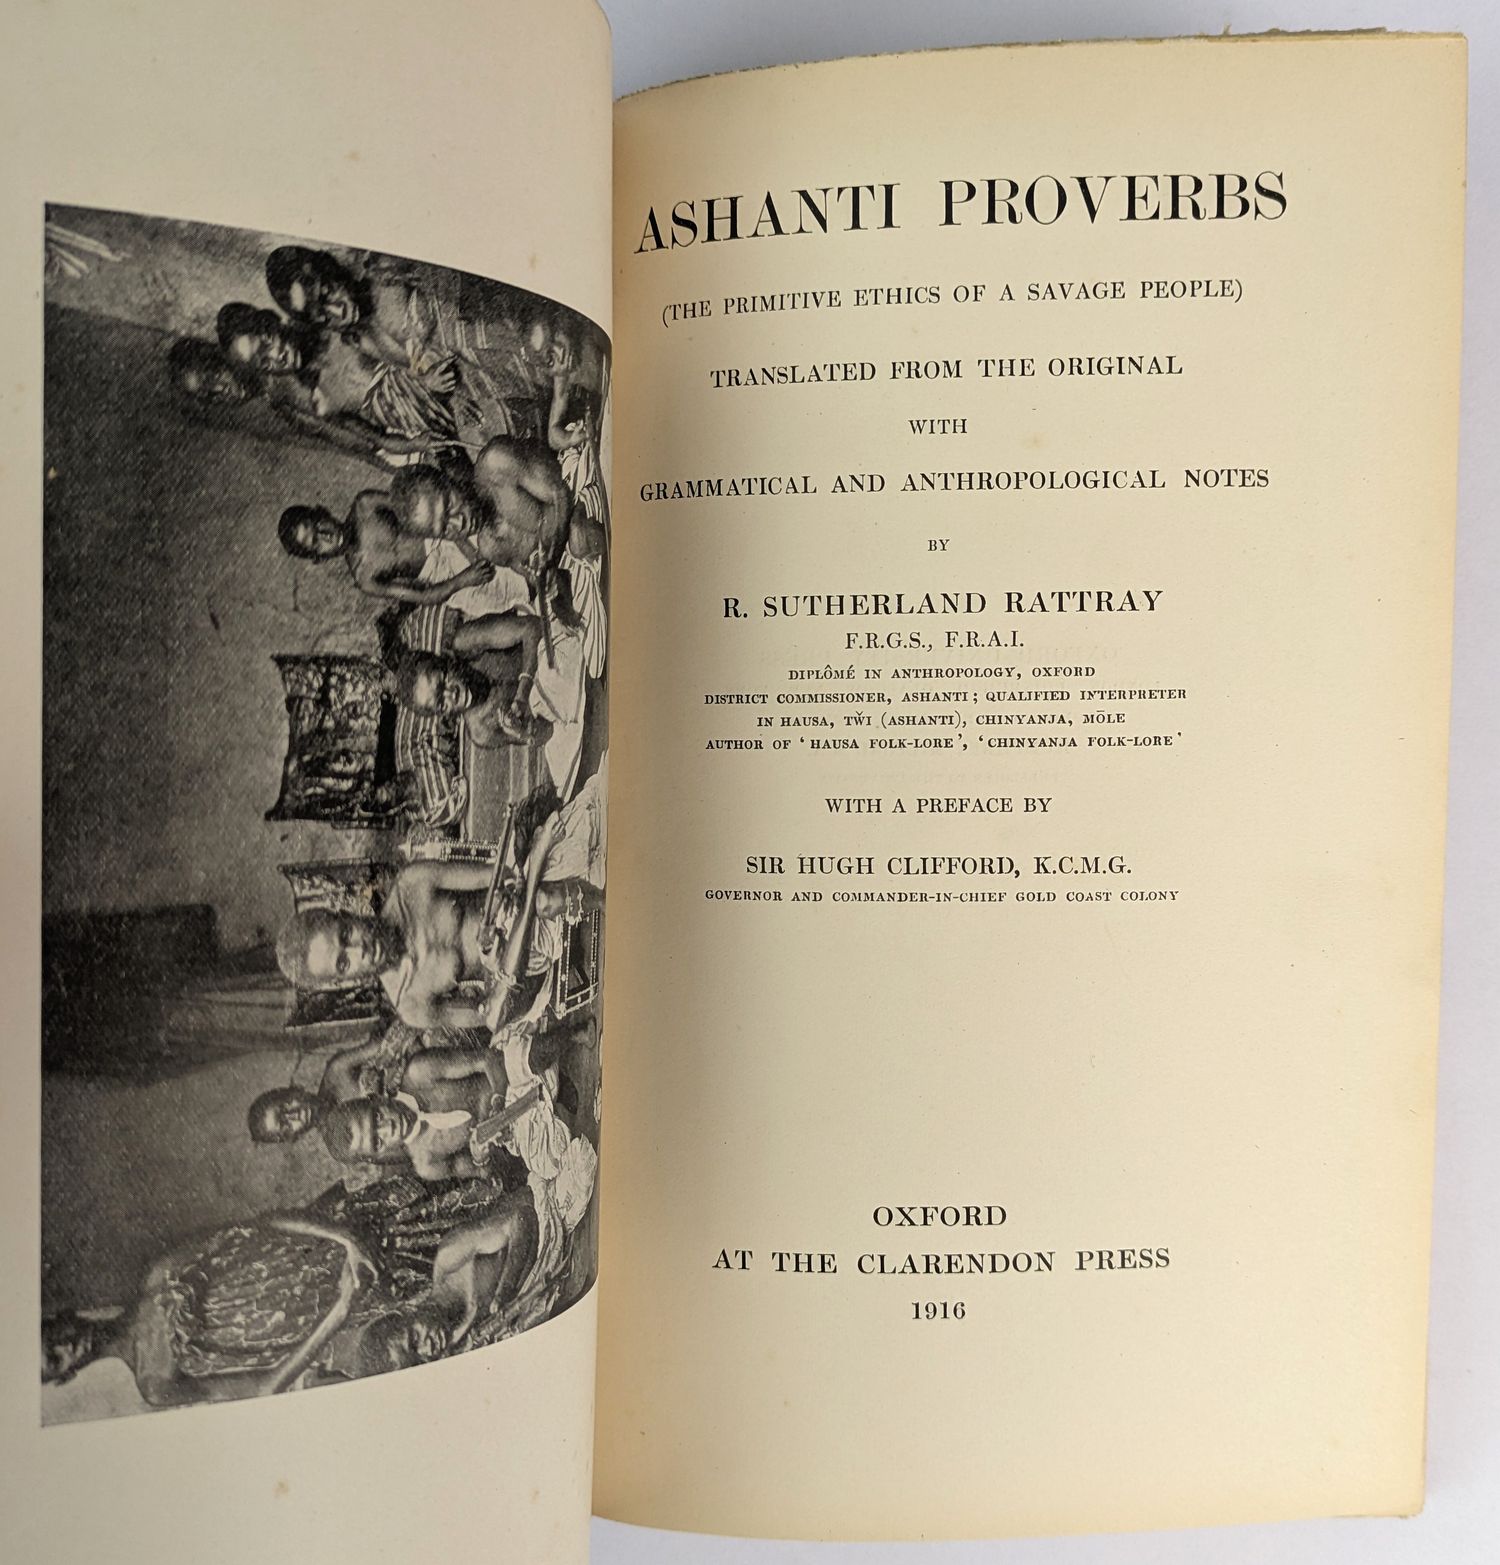 ASHANTI PROVERBS
(THE PRIMITIVE ETHICS OF A SAVAGE PEOPLE)
TRANSLATED FROM THE ORIGINAL
WITH
GRAMMATICAL AND ANTHROPOLOGICAL NOTES
BY
R. SUTHERLAND RATTRAY
F.R.G.S., F.R.A.I.
DIPLÔMÉ IN ANTHROPOLOGY, OXFORD
DISTRICT COMMISSIONER, ASHANTI; QUALIFIED INTERPRETER
IN HAUSA, TW̌I (ASHANTI), CHINYANJA, MŌLE
AUTHOR OF ‘HAUSA FOLK-LORE’, ‘CHINYANJA FOLK-LORE’
WITH A PREFACE BY
SIR HUGH CLIFFORD, K.C.M.G.
GOVERNOR AND COMMANDER-IN-CHIEF GOLD COAST COLONY
OXFORD
AT THE CLARENDON PRESS
1916